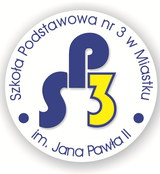 Szkoła Podstawowa nr 3 w Miastku
SP3
im. Jana Pawła II